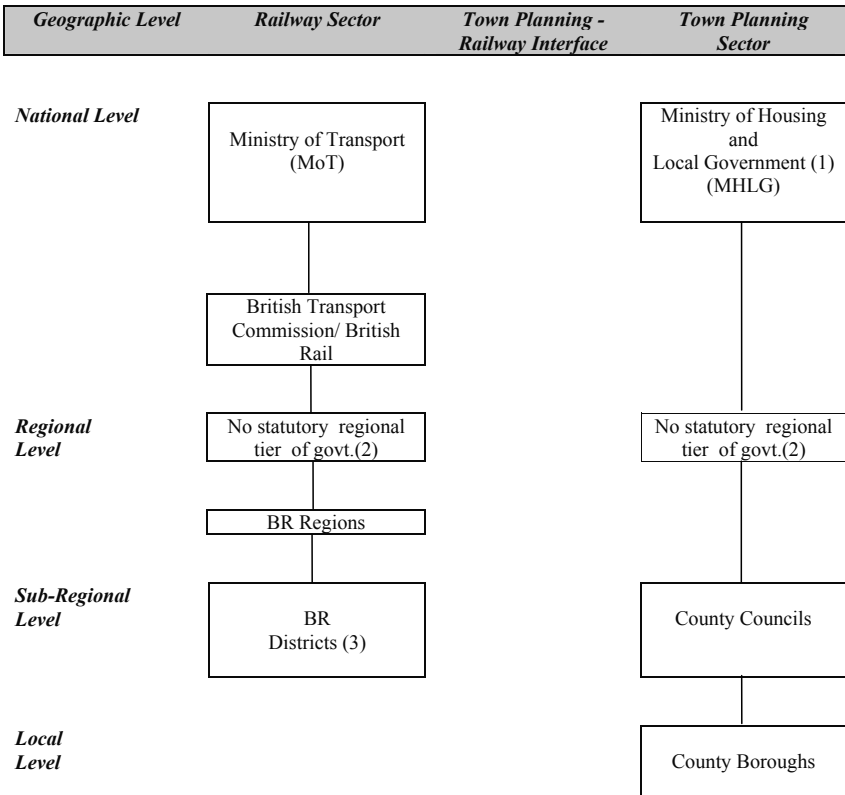 Geographic Level Railway Sector Town Planning - Railway Interface Town Planning Sector
National Level
Ministry of Transport
(MoT)
Ministry of Housing
and
Local Government (1)
(MHLG)
British Transport
Commission/ British
Rail
Regional
Level
No statutory regional
tier of govt.(2)
No statutory regional
tier of govt.(2)
BR Regions
Sub-Regional
Level
BR
Districts (3)
County Councils
Local
Level
County Boroughs